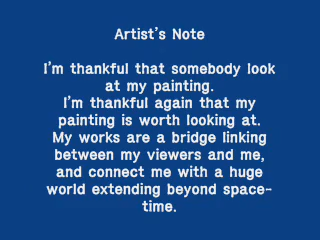 Artist's Note
I'm thankful that somebody look
at my painting.
I'm thankful again that my
painting is worth looking at.
My works are a bridge linking
between my viewers and me,
and connect me with a huge
world extending beyond space-
time.